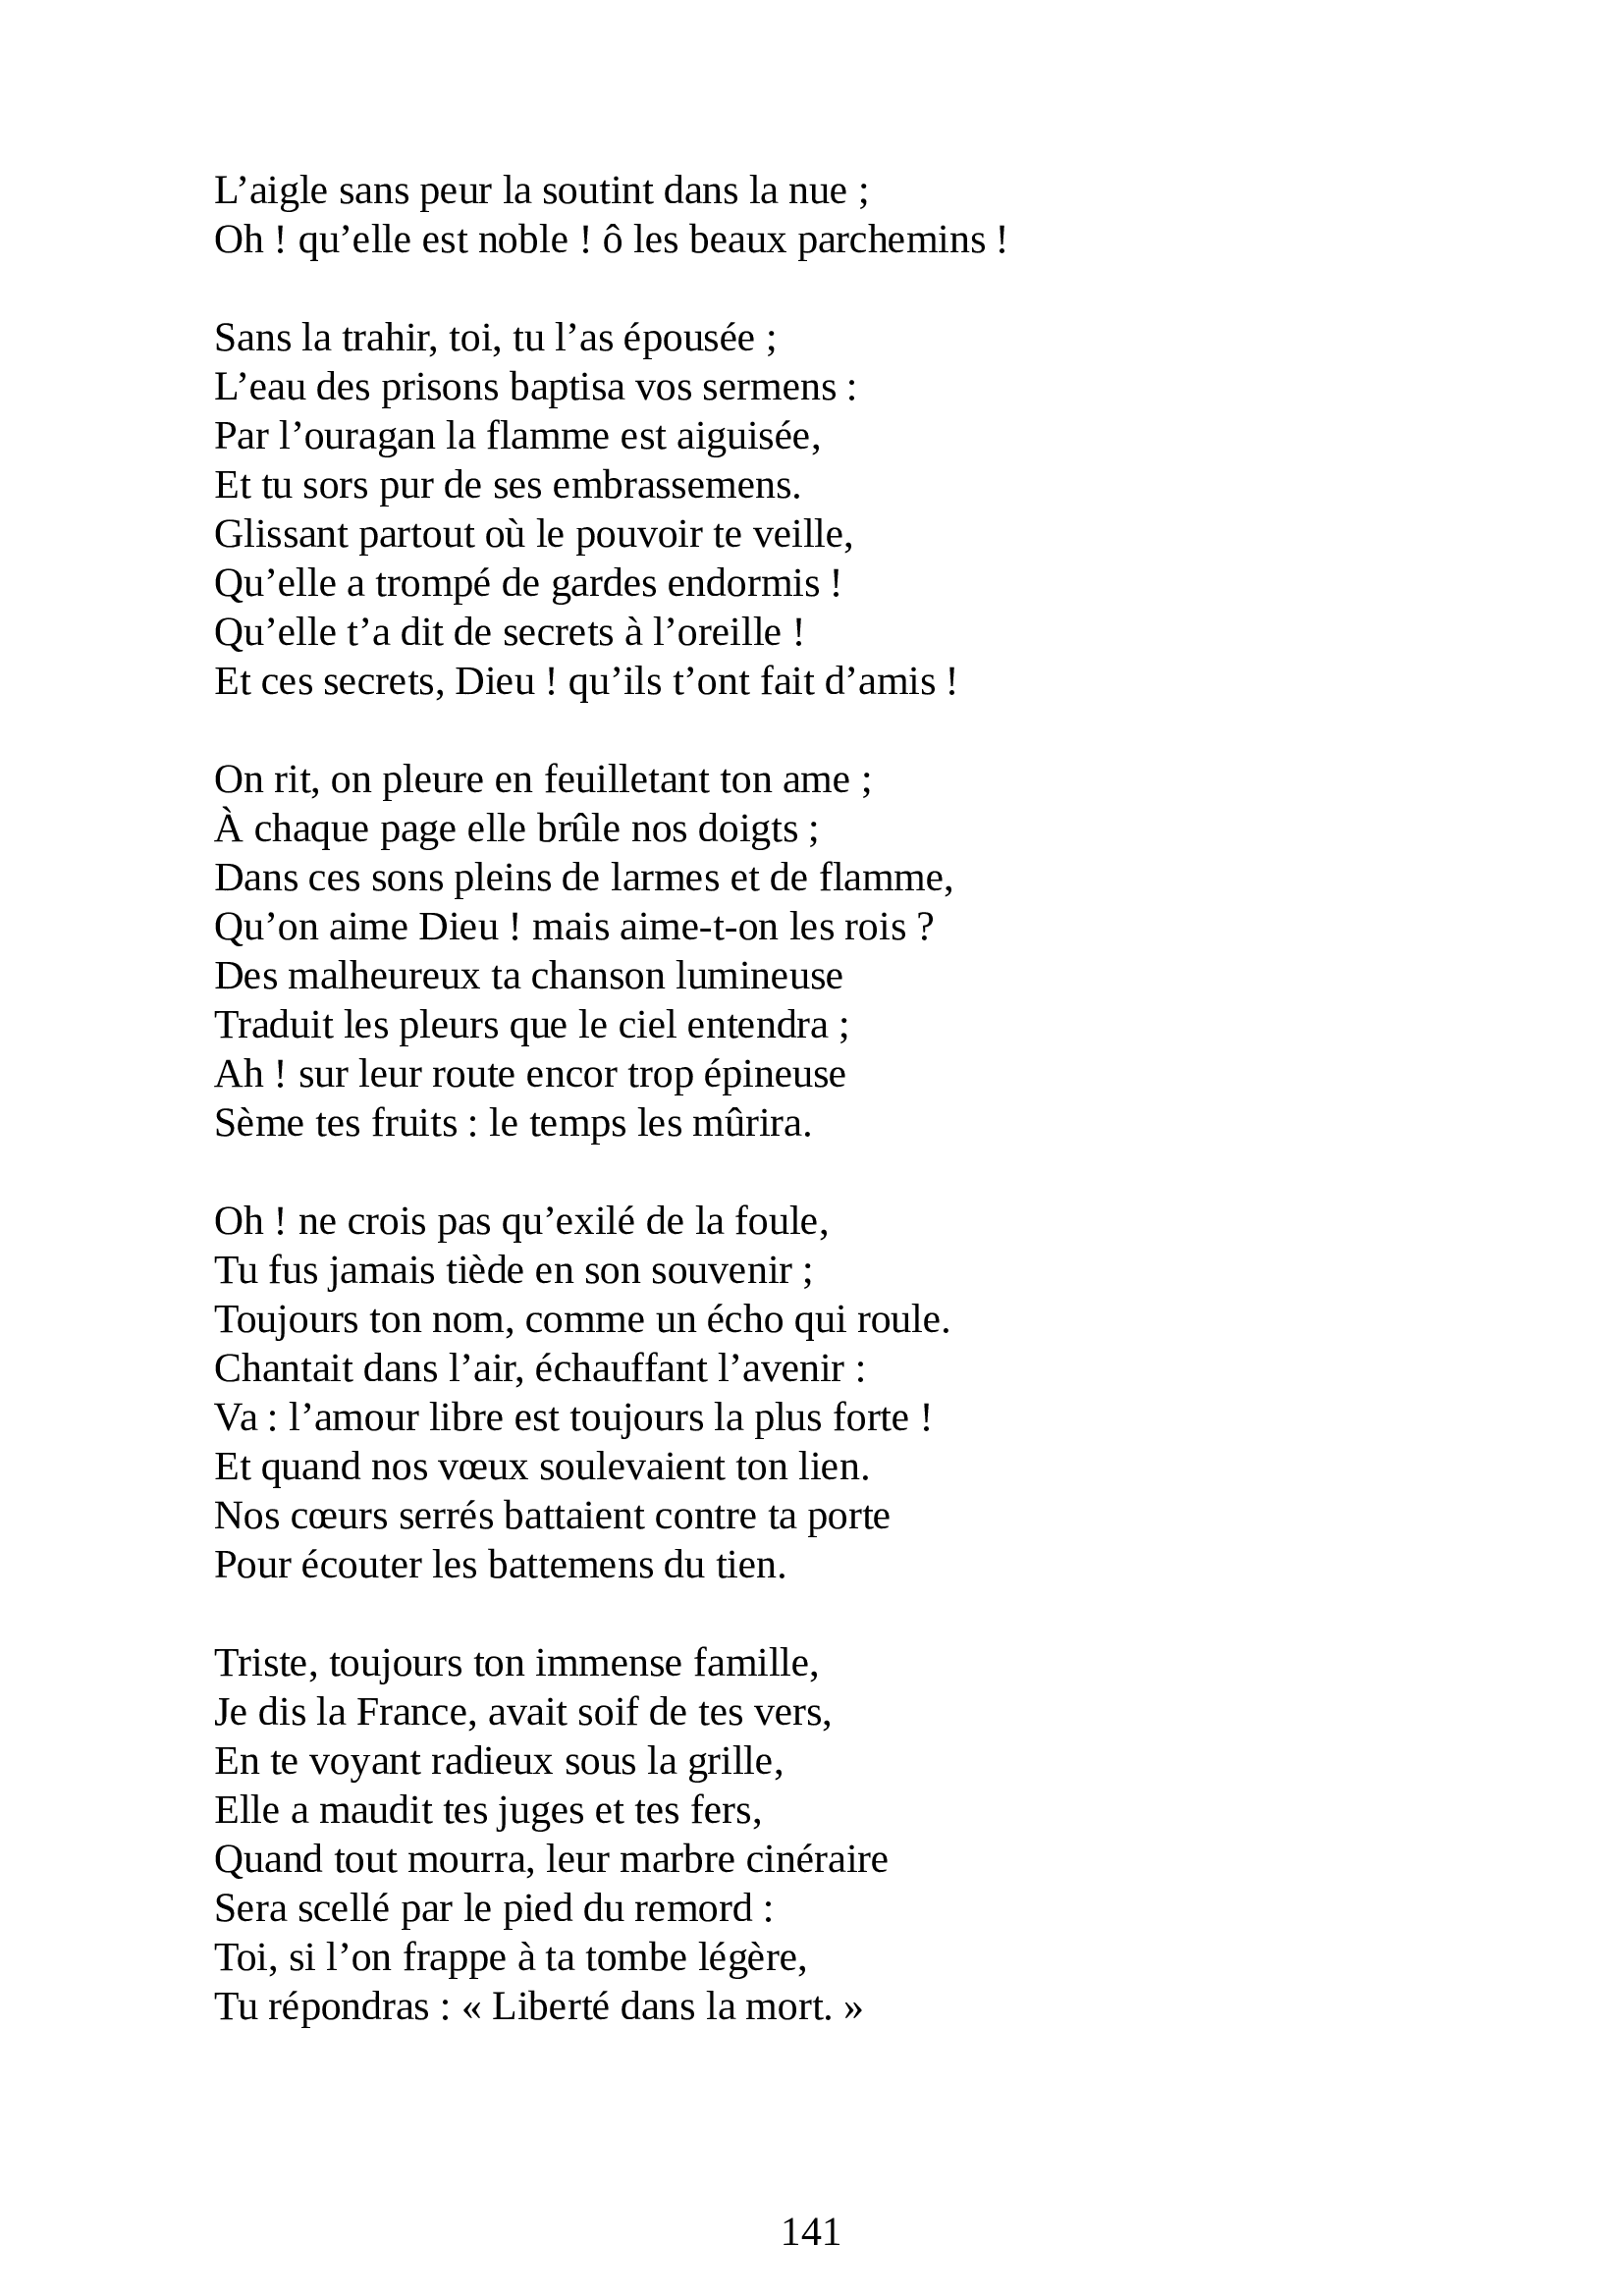 L’aigle sans peur la soutint dans la nue ;
Oh ! qu’elle est noble ! ô les beaux parchemins !

Sans la trahir, toi, tu l’as épousée ;
L’eau des prisons baptisa vos sermens :
Par l’ouragan la flamme est aiguisée,
Et tu sors pur de ses embrassemens.
Glissant partout où le pouvoir te veille,
Qu’elle a trompé de gardes endormis !
Qu’elle t’a dit de secrets à l’oreille !
Et ces secrets, Dieu ! qu’ils t’ont fait d’amis !

On rit, on pleure en feuilletant ton ame ;
À chaque page elle brûle nos doigts ;
Dans ces sons pleins de larmes et de flamme,
Qu’on aime Dieu ! mais aime-t-on les rois ?
Des malheureux ta chanson lumineuse
Traduit les pleurs que le ciel entendra ;
Ah ! sur leur route encor trop épineuse
Sème tes fruits : le temps les mûrira.

Oh ! ne crois pas qu’exilé de la foule,
Tu fus jamais tiède en son souvenir ;
Toujours ton nom, comme un écho qui roule.
Chantait dans l’air, échauffant l’avenir :
Va : l’amour libre est toujours la plus forte !
Et quand nos vœux soulevaient ton lien.
Nos cœurs serrés battaient contre ta porte
Pour écouter les battemens du tien.

Triste, toujours ton immense famille,
Je dis la France, avait soif de tes vers,
En te voyant radieux sous la grille,
Elle a maudit tes juges et tes fers,
Quand tout mourra, leur marbre cinéraire
Sera scellé par le pied du remord :
Toi, si l’on frappe à ta tombe légère,
Tu répondras : « Liberté dans la mort. »

141